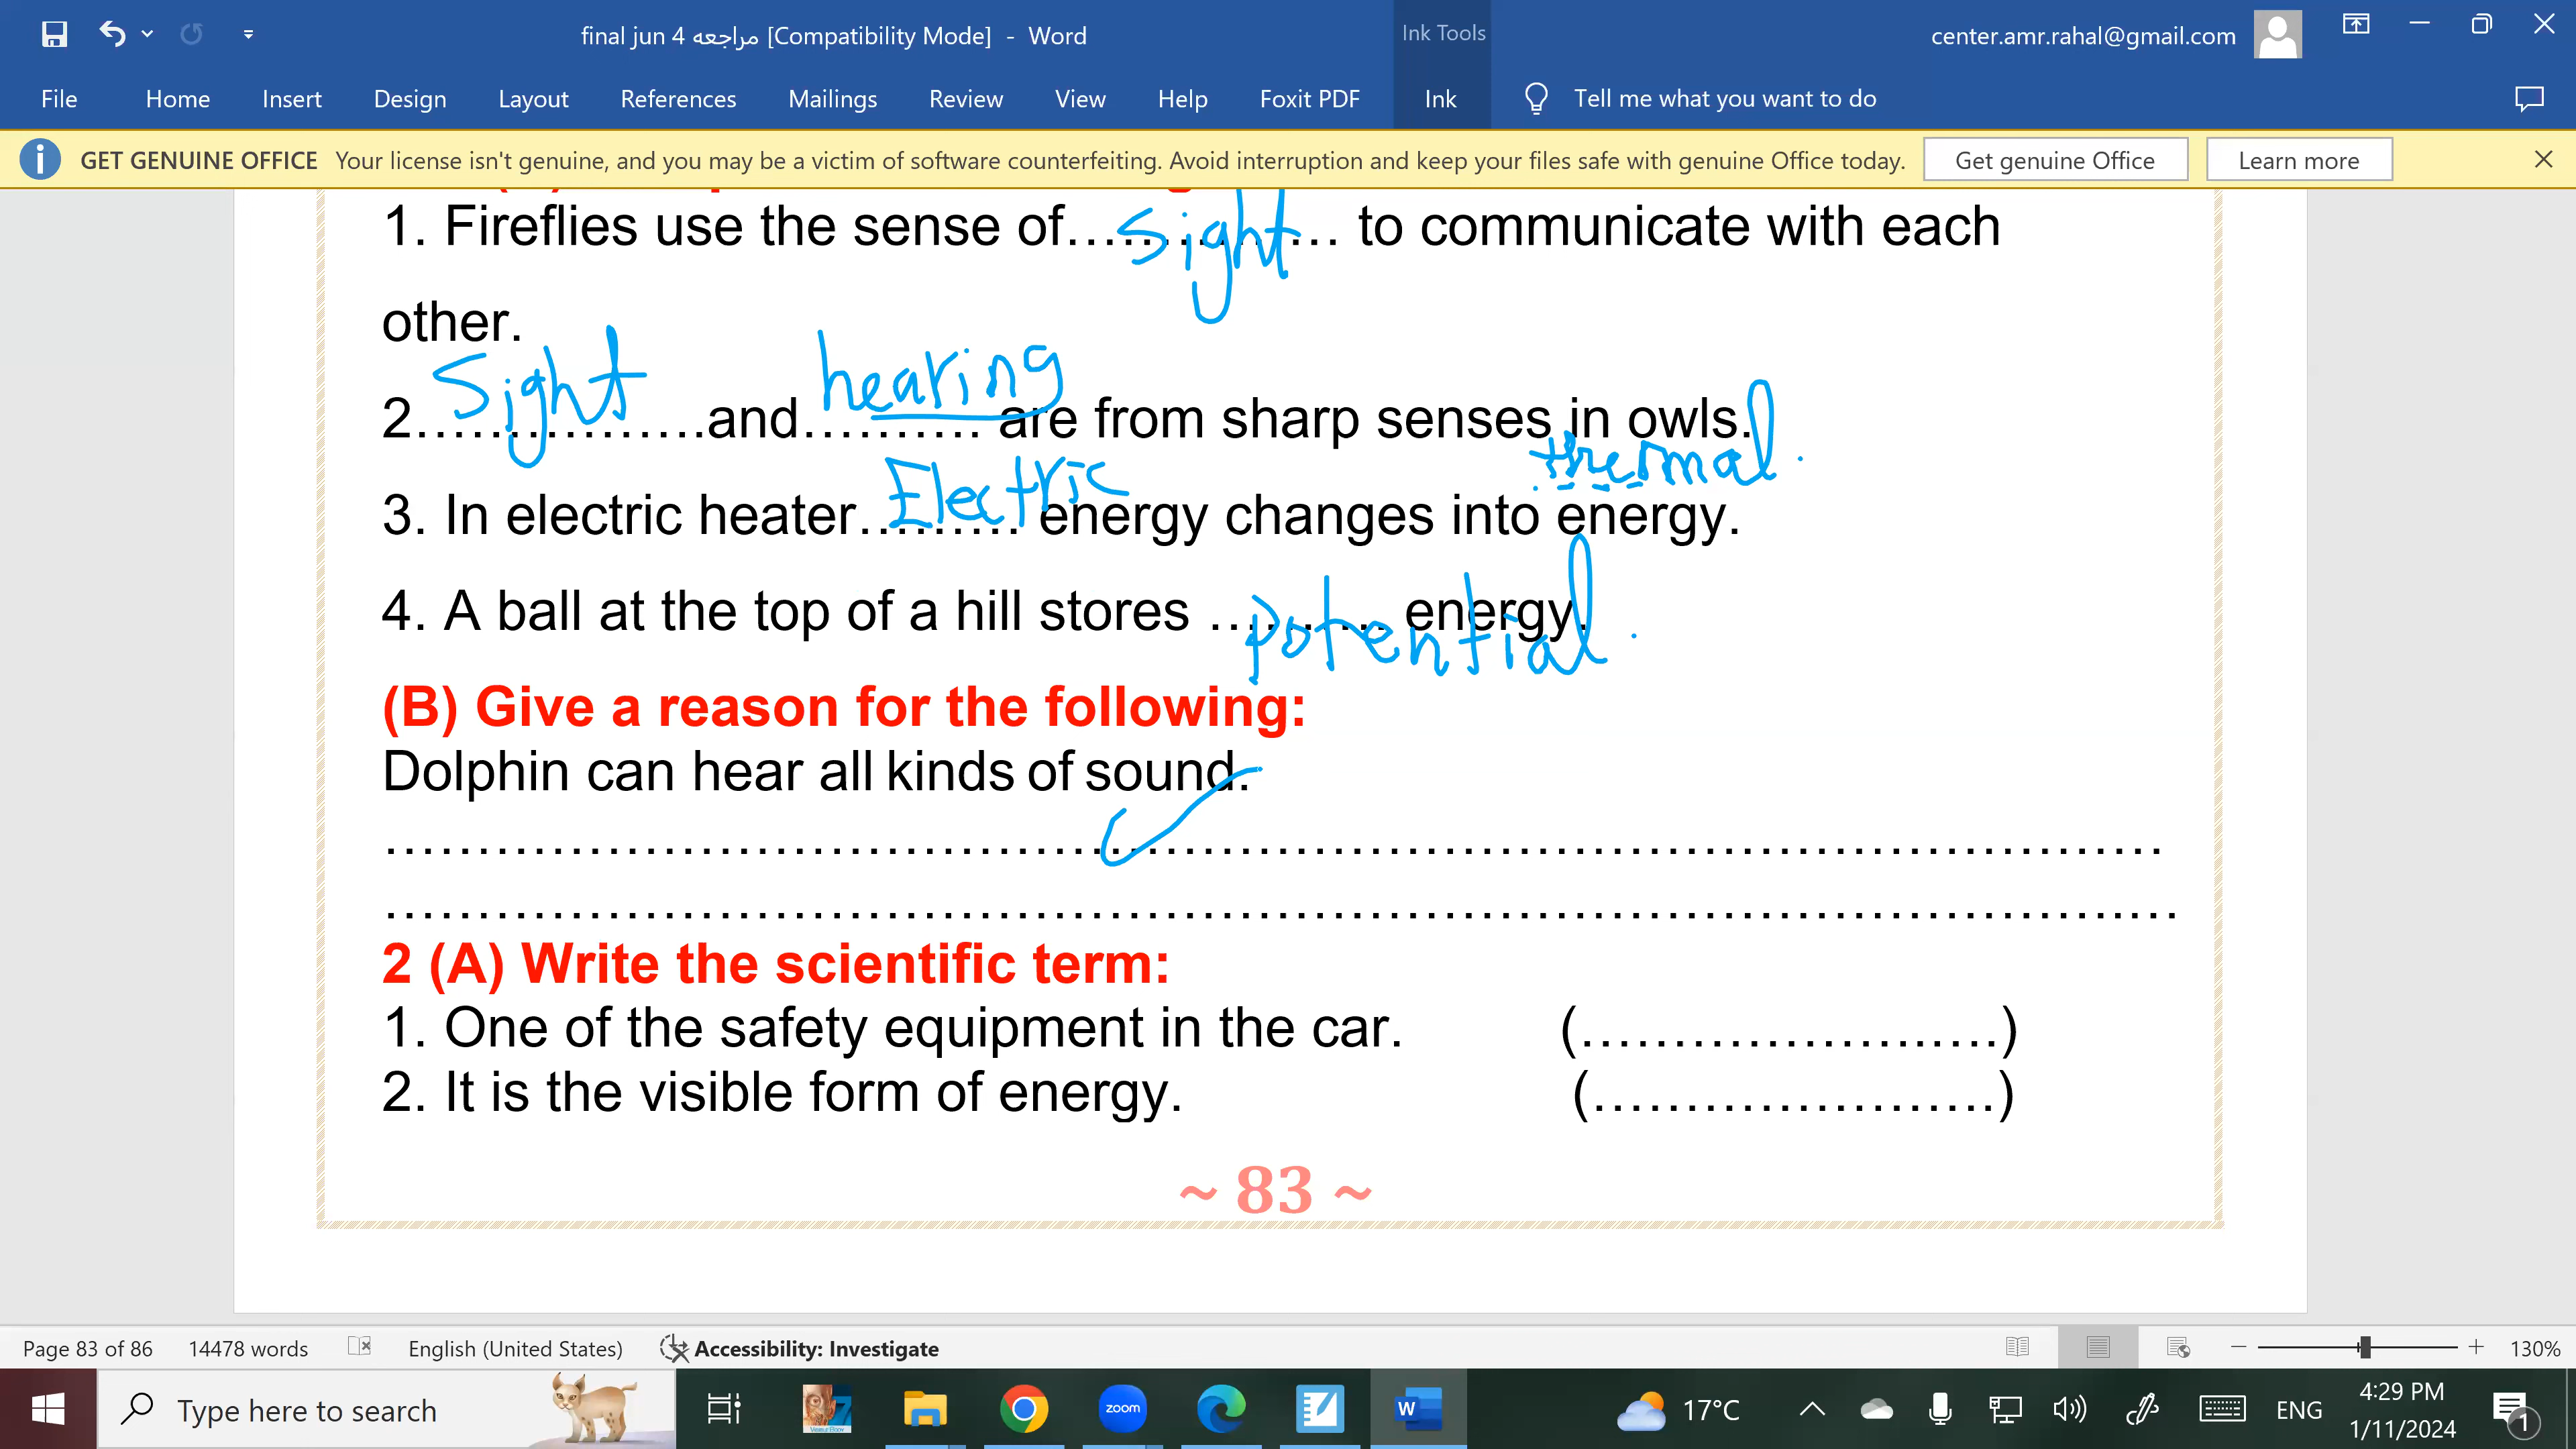 final jun 4 مراجعه [Compatibility Mode] - Word
Ink Tools
center.amr.rahal@gmail.com
File Home Insert Design Layout References Mailings Review View Help Foxit PDF Ink Tell me what you want to do
GET GENUINE OFFICE Your license isn't genuine, and you may be a victim of software counterfeiting. Avoid interruption and keep your files safe with genuine Office today. Get genuine Office Learn more
1. Fireflies use the sense of…Sight… to communicate with each
other.
2…Sight…and…hearing… are from sharp senses in owls.
thermal.
3. In electric heater…Electric… energy changes into energy.
4. A ball at the top of a hill stores …potential… energy.
(B) Give a reason for the following:
Dolphin can hear all kinds of sound.
2 (A) Write the scientific term:
1. One of the safety equipment in the car. (........................)
2. It is the visible form of energy. (........................)
~ 83 ~
Page 83 of 86 14478 words English (United States) Accessibility: Investigate 130%
Type here to search zoom W 17°C ENG 4:29 PM
1/11/2024 1